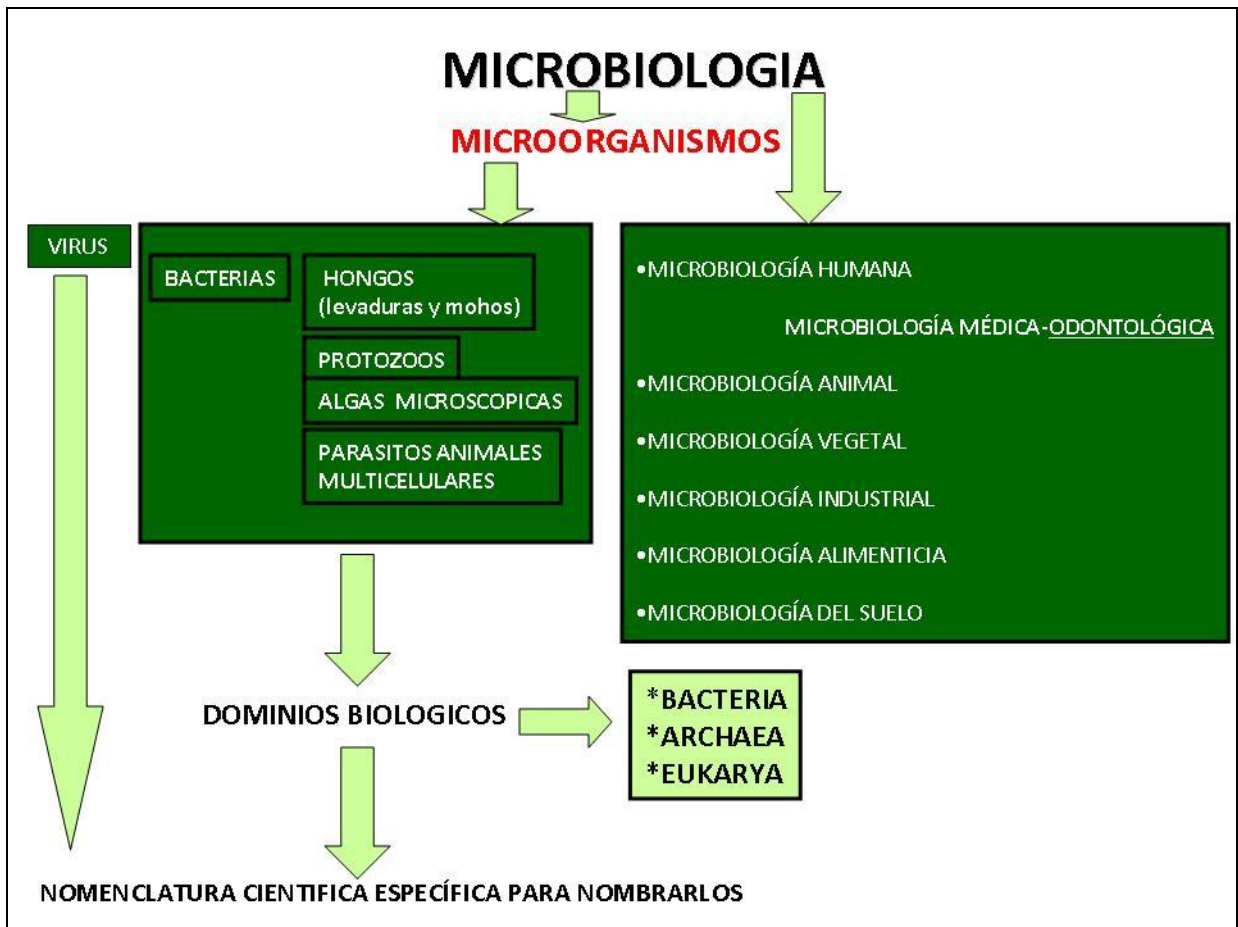 MICROBIOLOGIA
MICROORGANISMOS
VIRUS
BACTERIAS
HONGOS
(levaduras y mohos)
PROTOZOOS
ALGAS MICROSCOPICAS
PARASITOS ANIMALES
MULTICELULARES
•MICROBIOLOGÍA HUMANA
MICROBIOLOGÍA MÉDICA-ODONTOLÓGICA
•MICROBIOLOGÍA ANIMAL
•MICROBIOLOGÍA VEGETAL
•MICROBIOLOGÍA INDUSTRIAL
•MICROBIOLOGÍA ALIMENTICIA
•MICROBIOLOGÍA DEL SUELO
DOMINIOS BIOLOGICOS
*BACTERIA
*ARCHAEA
*EUKARYA
NOMENCLATURA CIENTIFICA ESPECÍFICA PARA NOMBRARLOS